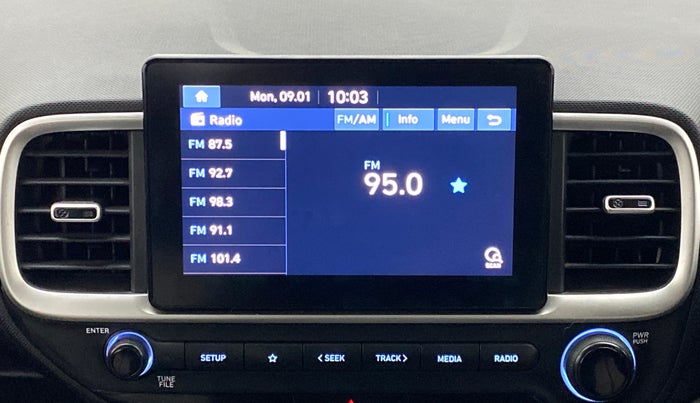 Mon, 09.01 10:03
Radio FM/AM Info Menu
FM 87.5
FM 92.7
FM 98.3
FM 91.1
FM 101.4
FM
95.0
SCAN
ENTER
PWR
PUSH
SETUP ☆ < SEEK TRACK > MEDIA RADIO
TUNE
FILE